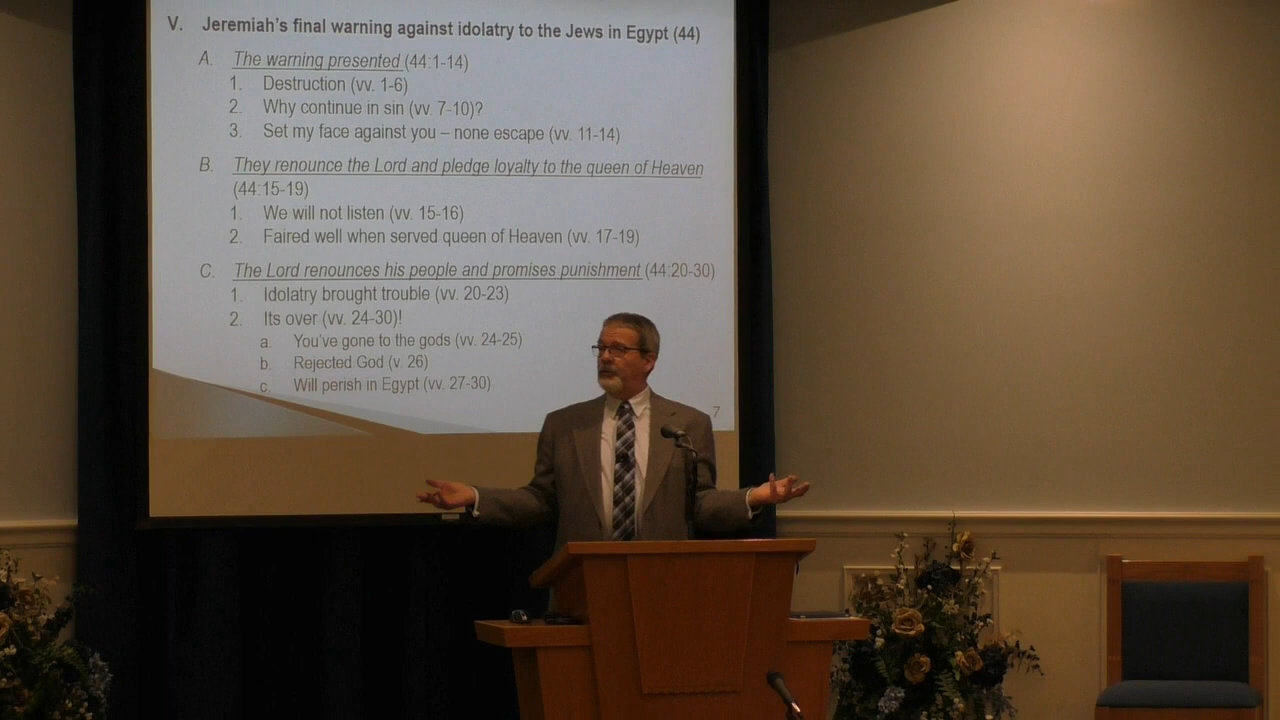 V. Jeremiah's final warning against idolatry to the Jews in Egypt (44)
A. The warning presented (44:1-14)
1. Destruction (vv. 1-6)
2. Why continue in sin (vv. 7-10)?
3. Set my face against you – none escape (vv. 11-14)
B. They renounce the Lord and pledge loyalty to the queen of Heaven
(44:15-19)
1. We will not listen (vv. 15-16)
2. Faired well when served queen of Heaven (vv. 17-19)
C. The Lord renounces his people and promises punishment (44:20-30)
1. Idolatry brought trouble (vv. 20-23)
2. Its over (vv. 24-30)!
a. You've gone to the gods (vv. 24-25)
b. Rejected God (v. 26)
c. Will perish in Egypt (vv. 27-30)
7